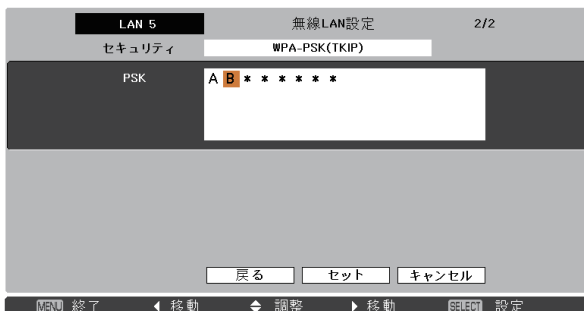 LAN 5 無線LAN設定 2/2
セキュリティ WPA-PSK(TKIP)
PSK A B * * * * * *
戻る セット キャンセル
MENU 終了 ◀ 移動 ◆ 調整 ▶ 移動 SELECT 設定